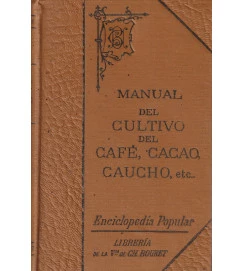 MANUAL
DEL
CULTIVO
DEL
CAFÉ, CACAO,
CAUCHO, etc.
Enciclopedia Popular
LIBRERÍA
DE LA Vda DE CH. BOURET